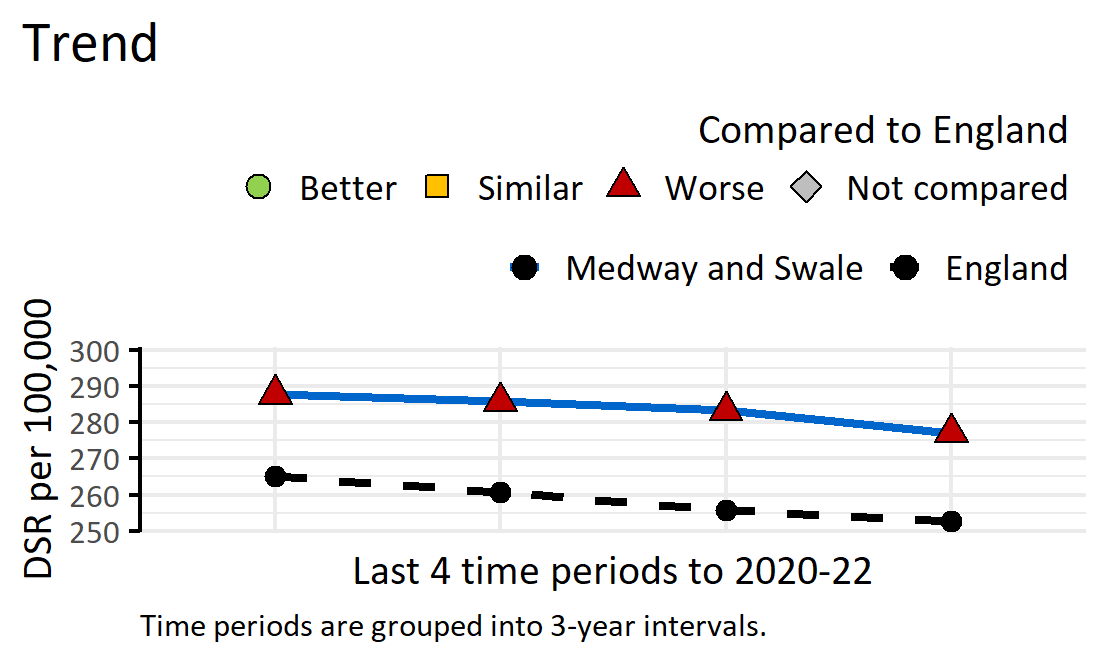 Trend
Compared to England
Better Similar Worse Not compared
Medway and Swale England
DSR per 100,000
300
290
280
270
260
250
Last 4 time periods to 2020-22
Time periods are grouped into 3-year intervals.